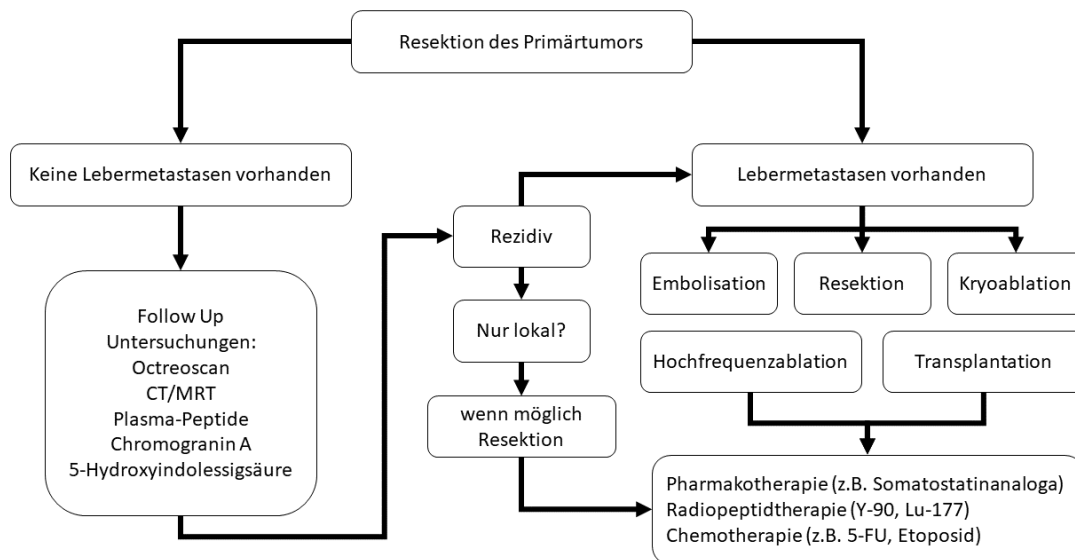 Resektion des Primärtumors
Keine Lebermetastasen vorhanden
Lebermetastasen vorhanden
Rezidiv
Embolisation
Resektion
Kryoablation
Follow Up
Untersuchungen:
Octreoscan
CT/MRT
Plasma-Peptide
Chromogranin A
5-Hydroxyindolessigsäure
Nur lokal?
Hochfrequenzablation
Transplantation
wenn möglich
Resektion
Pharmakotherapie (z.B. Somatostatinanaloga)
Radiopeptidtherapie (Y-90, Lu-177)
Chemotherapie (z.B. 5-FU, Etoposid)